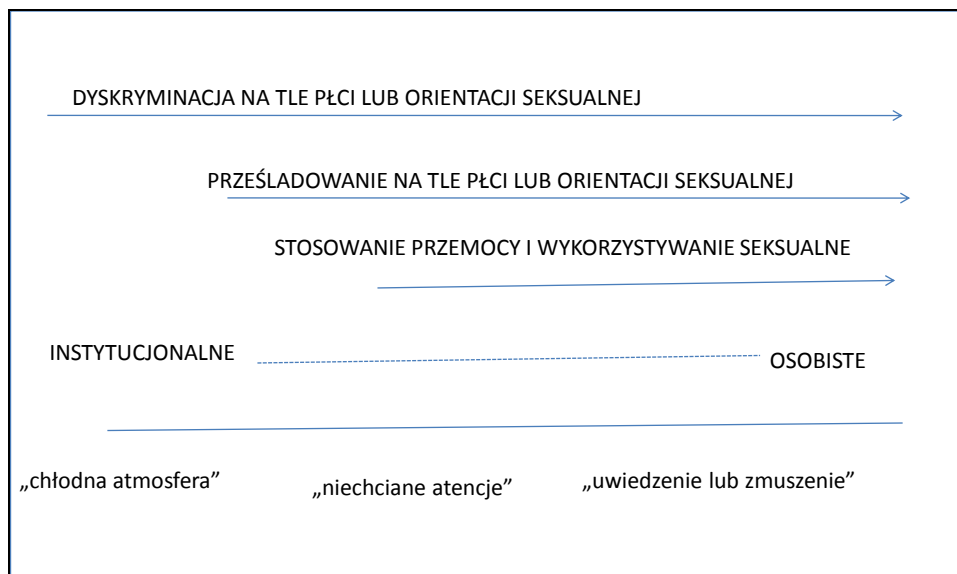 DYSKRYMINACJA NA TLE PŁCI LUB ORIENTACJI SEKSUALNEJ
PRZEŚLADOWANIE NA TLE PŁCI LUB ORIENTACJI SEKSUALNEJ
STOSOWANIE PRZEMOCY I WYKORZYSTYWANIE SEKSUALNE
INSTYTUCJONALNE
OSOBISTE
„chłodna atmosfera”
„niechciane atencje”
„uwiedzenie lub zmuszenie”